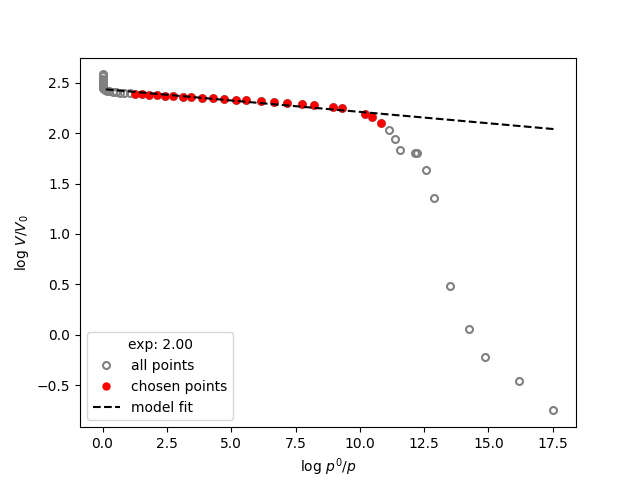 2.5
2.0
1.5
1.0
0.5
0.0
−0.5
log V/V₀
exp: 2.00
all points
chosen points
model fit
0.0 2.5 5.0 7.5 10.0 12.5 15.0 17.5
log p⁰/p